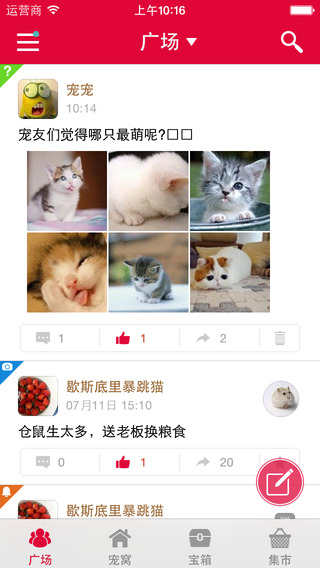 运营商 上午10:16
广场
?
宠宠
10:14
宠友们觉得哪只最萌呢?□□
1 1 2
歇斯底里暴跳猫
07月11日 15:10
仓鼠生太多，送老板换粮食
0 1 20
歇斯底里暴跳猫
广场 宠窝 宝箱 集市